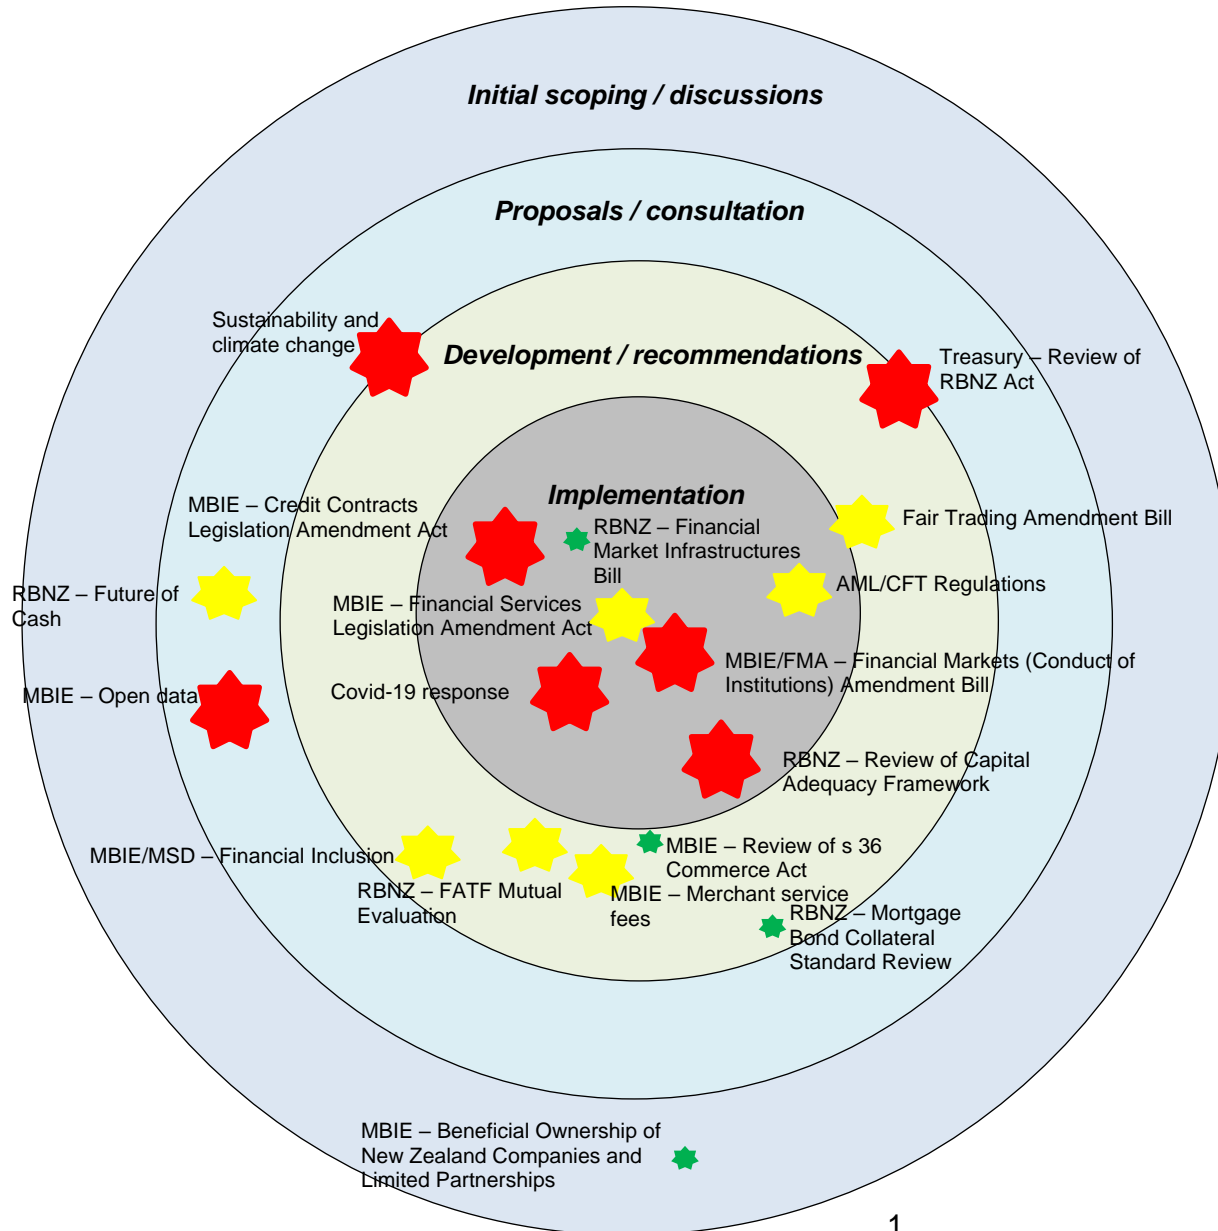 Initial scoping / discussions
Proposals / consultation
Sustainability and
climate change
Development / recommendations
Treasury – Review of
RBNZ Act
MBIE – Credit Contracts
Legislation Amendment Act
Implementation
RBNZ – Financial
Market Infrastructures
Bill
Fair Trading Amendment Bill
AML/CFT Regulations
RBNZ – Future of
Cash
MBIE – Financial Services
Legislation Amendment Act
MBIE/FMA – Financial Markets (Conduct of
Institutions) Amendment Bill
MBIE – Open data
Covid-19 response
RBNZ – Review of Capital
Adequacy Framework
MBIE/MSD – Financial Inclusion
RBNZ – FATF Mutual
Evaluation
MBIE – Review of s 36
Commerce Act
MBIE – Merchant service
fees
RBNZ – Mortgage
Bond Collateral
Standard Review
MBIE – Beneficial Ownership of
New Zealand Companies and
Limited Partnerships
1